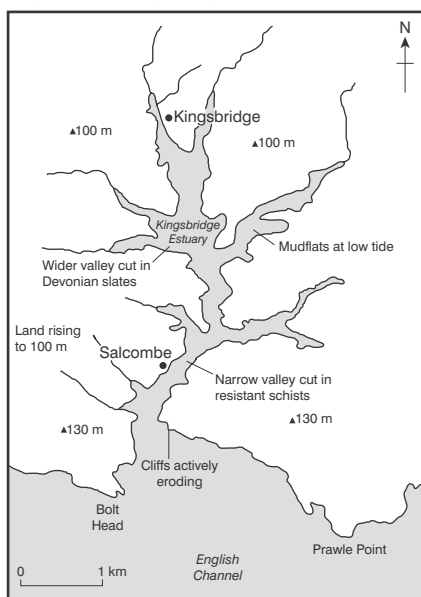 N
Kingsbridge
▲100 m
▲100 m
Kingsbridge
Estuary
Mudflats at low tide
Wider valley cut in
Devonian slates
Land rising
to 100 m
Salcombe
Narrow valley cut in
resistant schists
▲130 m
▲130 m
Cliffs actively
eroding
Bolt
Head
Prawle Point
English
Channel
0 1 km